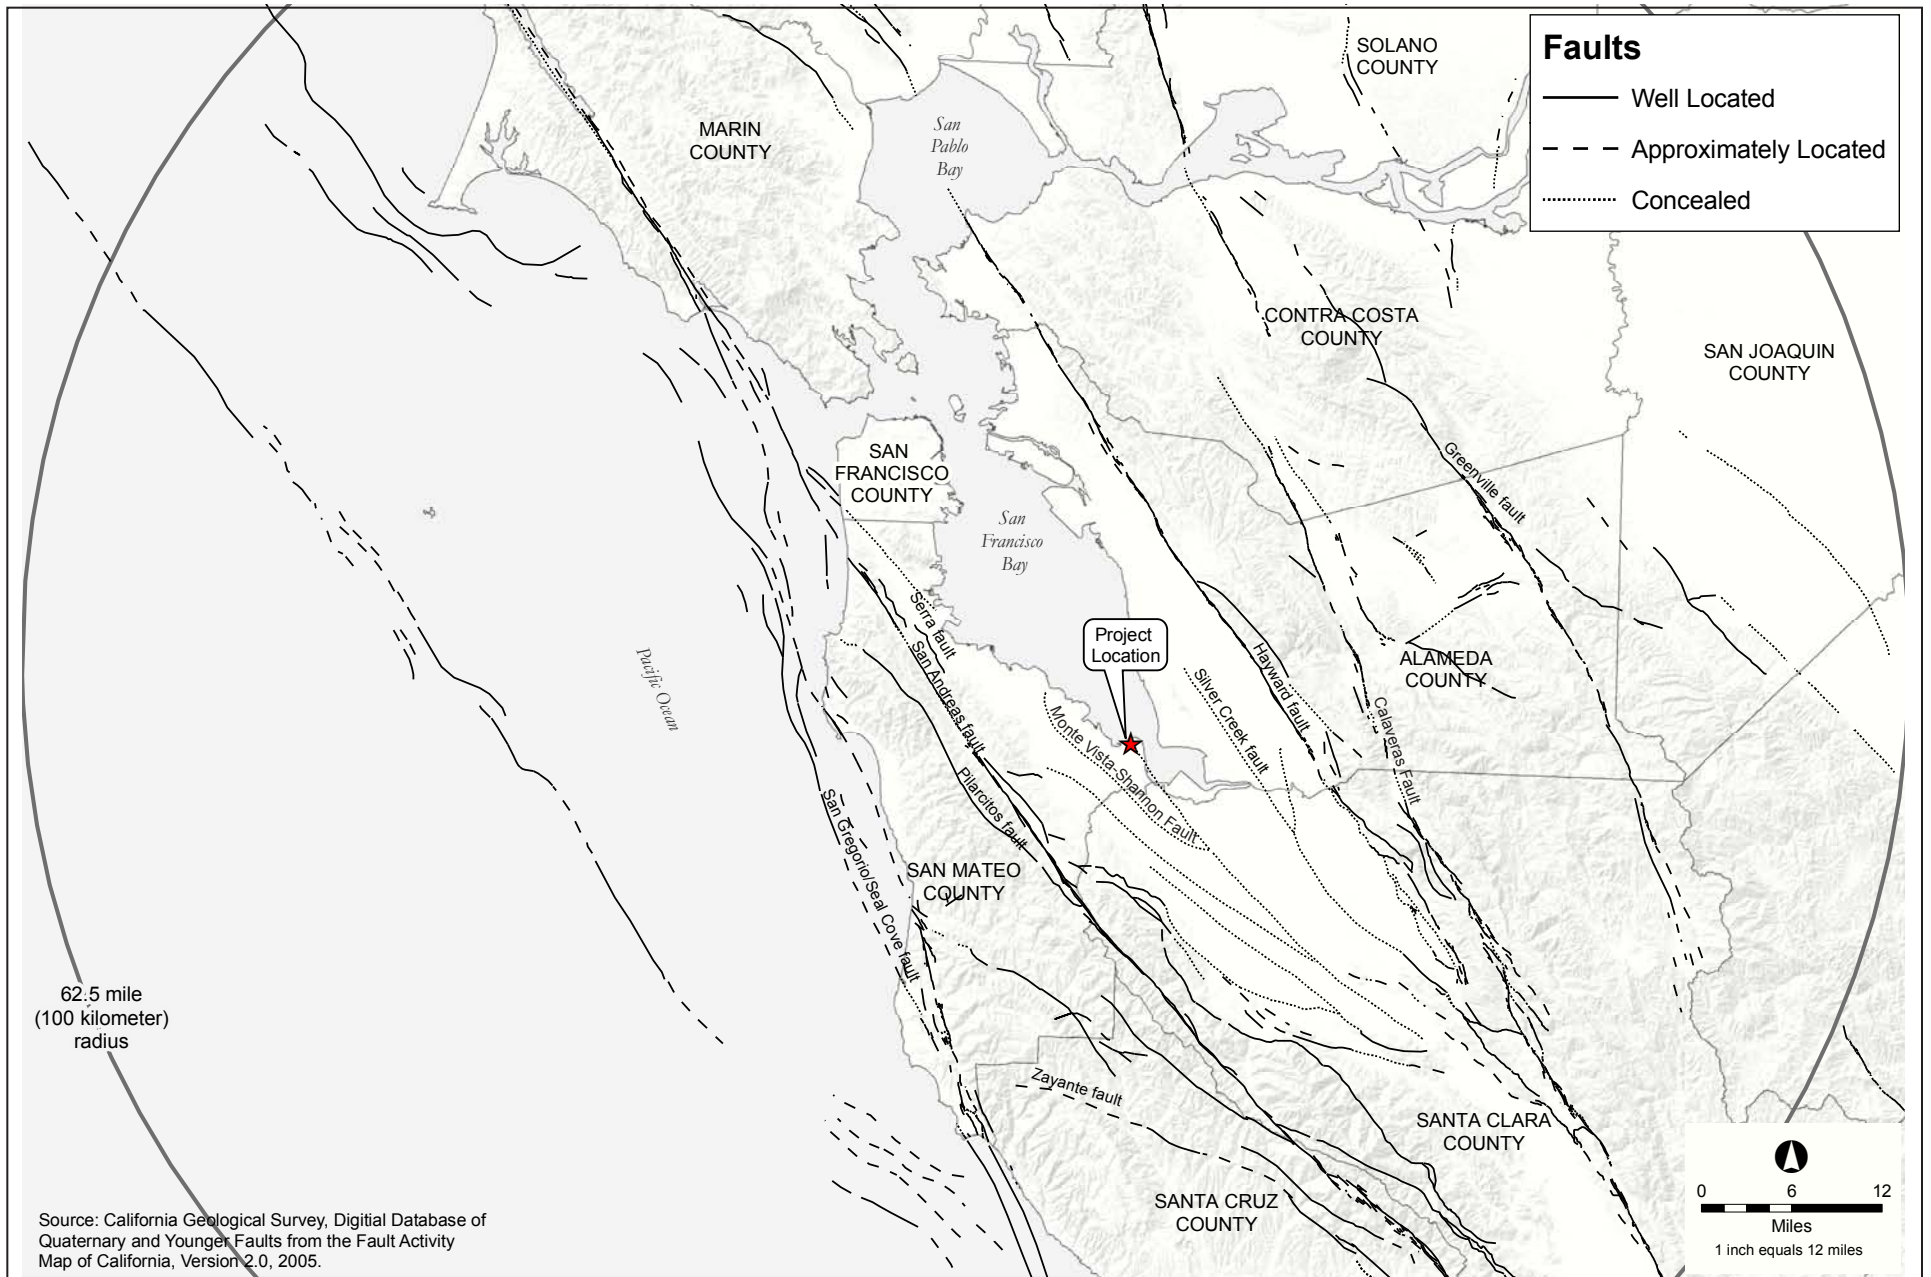 Faults
Well Located
Approximately Located
Concealed
SOLANO
COUNTY
MARIN
COUNTY
San
Pablo
Bay
CONTRA COSTA
COUNTY
SAN JOAQUIN
COUNTY
SAN
FRANCISCO
COUNTY
San
Francisco
Bay
Greenville fault
Serra fault
San Andreas fault
Pilarcitos fault
Project
Location
Hayward fault
Silver Creek fault
Monte Vista-Shannon Fault
ALAMEDA
COUNTY
Calaveras Fault
Pacific Ocean
San Gregorio/Seal Cove fault
SAN MATEO
COUNTY
62.5 mile
(100 kilometer)
radius
Zayante fault
SANTA CLARA
COUNTY
SANTA CRUZ
COUNTY
0 6 12
Miles
1 inch equals 12 miles
Source: California Geological Survey, Digitial Database of
Quaternary and Younger Faults from the Fault Activity
Map of California, Version 2.0, 2005.